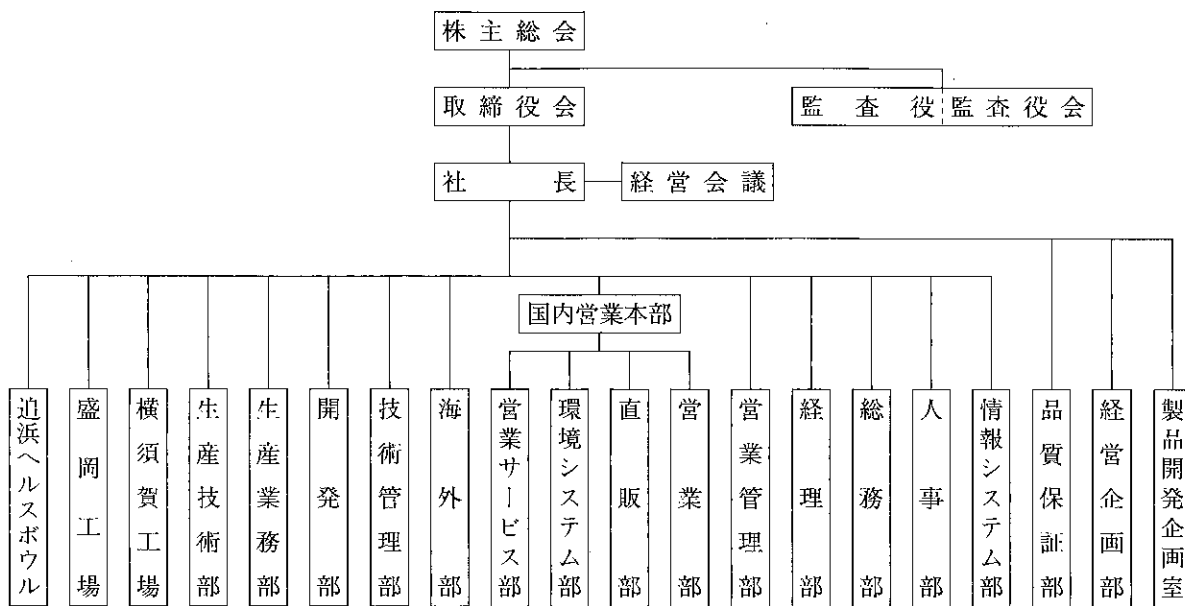 株主総会
取締役会
監査役 監査役会
社長
経営会議
国内営業本部
追浜ヘルスボウル
盛岡工場
横須賀工場
生産技術部
生産業務部
開発部
技術管理部
海外部
営業サービス部
環境システム部
直販部
営業部
営業管理部
経理部
総務部
人事部
情報システム部
品質保証部
経営企画部
製品開発企画室